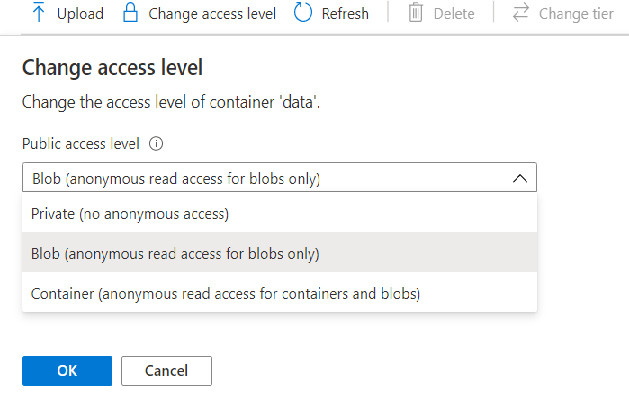 Upload Change access level Refresh Delete Change tier
Change access level
Change the access level of container 'data'.
Public access level
Blob (anonymous read access for blobs only)
Private (no anonymous access)
Blob (anonymous read access for blobs only)
Container (anonymous read access for containers and blobs)
OK Cancel